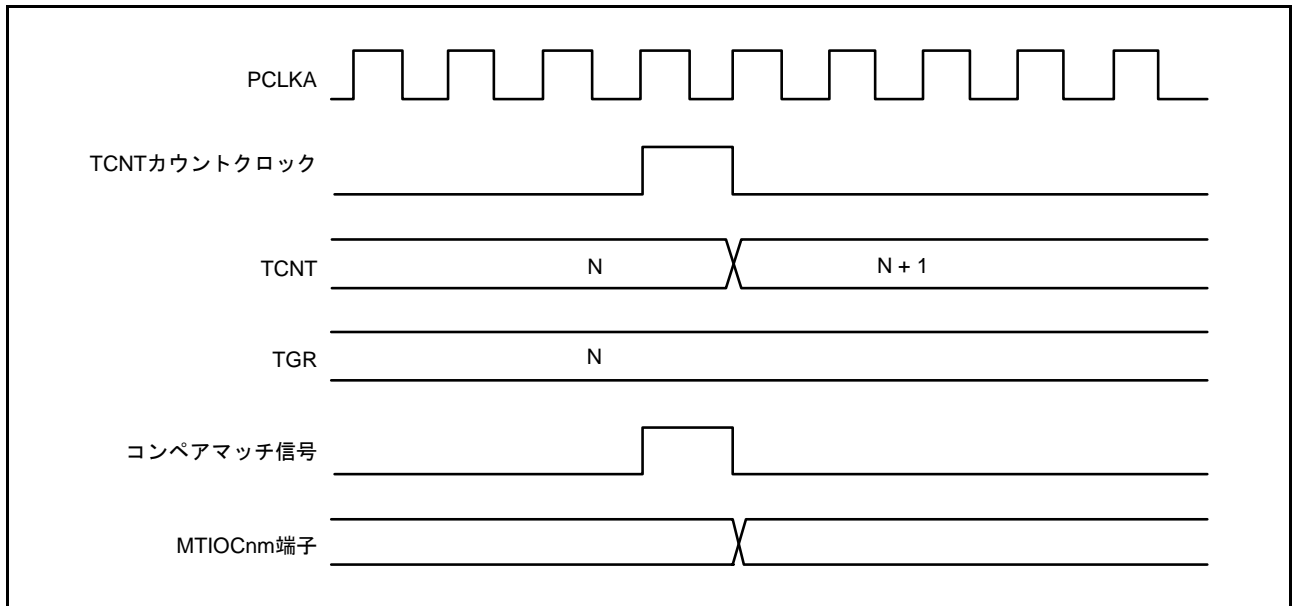 PCLKA
TCNTカウントクロック
TCNT
N
N + 1
TGR
N
コンペアマッチ信号
MTIOCnm端子